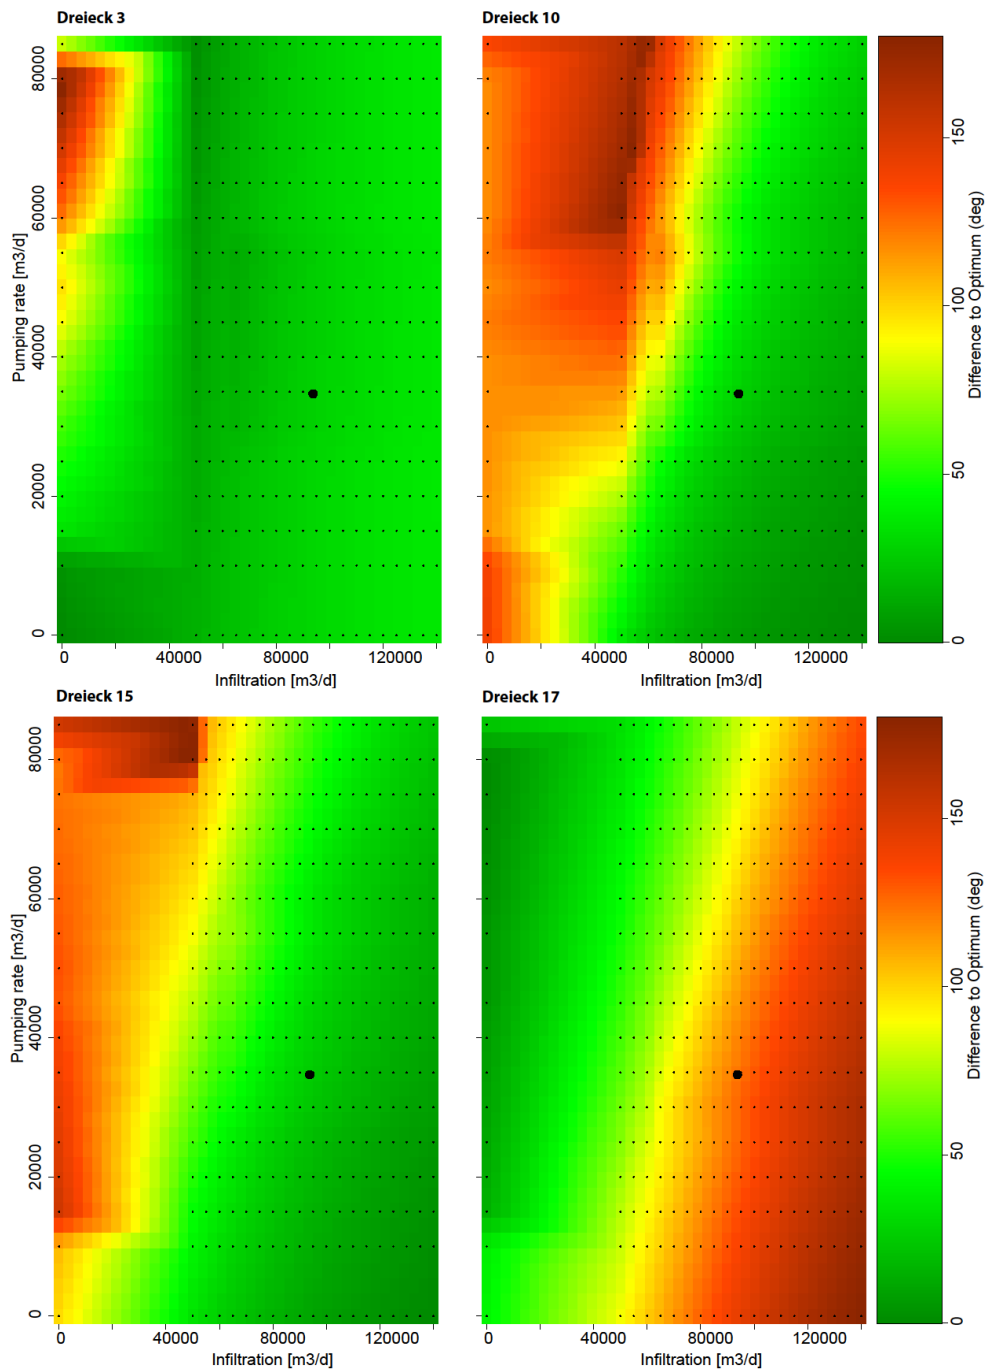 Dreieck 3
Dreieck 10
80000
60000
40000
20000
0
Pumping rate [m3/d]
0 40000 80000 120000
Infiltration [m3/d]
0 40000 80000 120000
Infiltration [m3/d]
150
100
50
0
Difference to Optimum (deg)
Dreieck 15
Dreieck 17
80000
60000
40000
20000
0
Pumping rate [m3/d]
0 40000 80000 120000
Infiltration [m3/d]
0 40000 80000 120000
Infiltration [m3/d]
150
100
50
0
Difference to Optimum (deg)